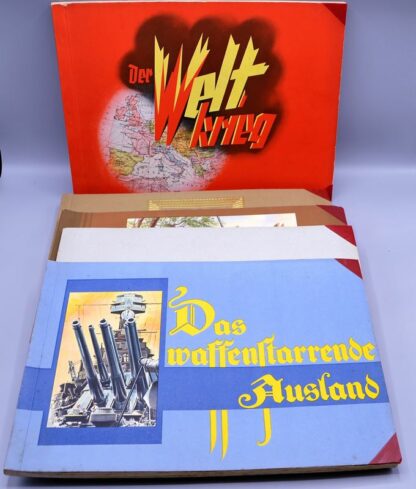 Der
Welt
krieg
Das
waffenstarrende
Ausland